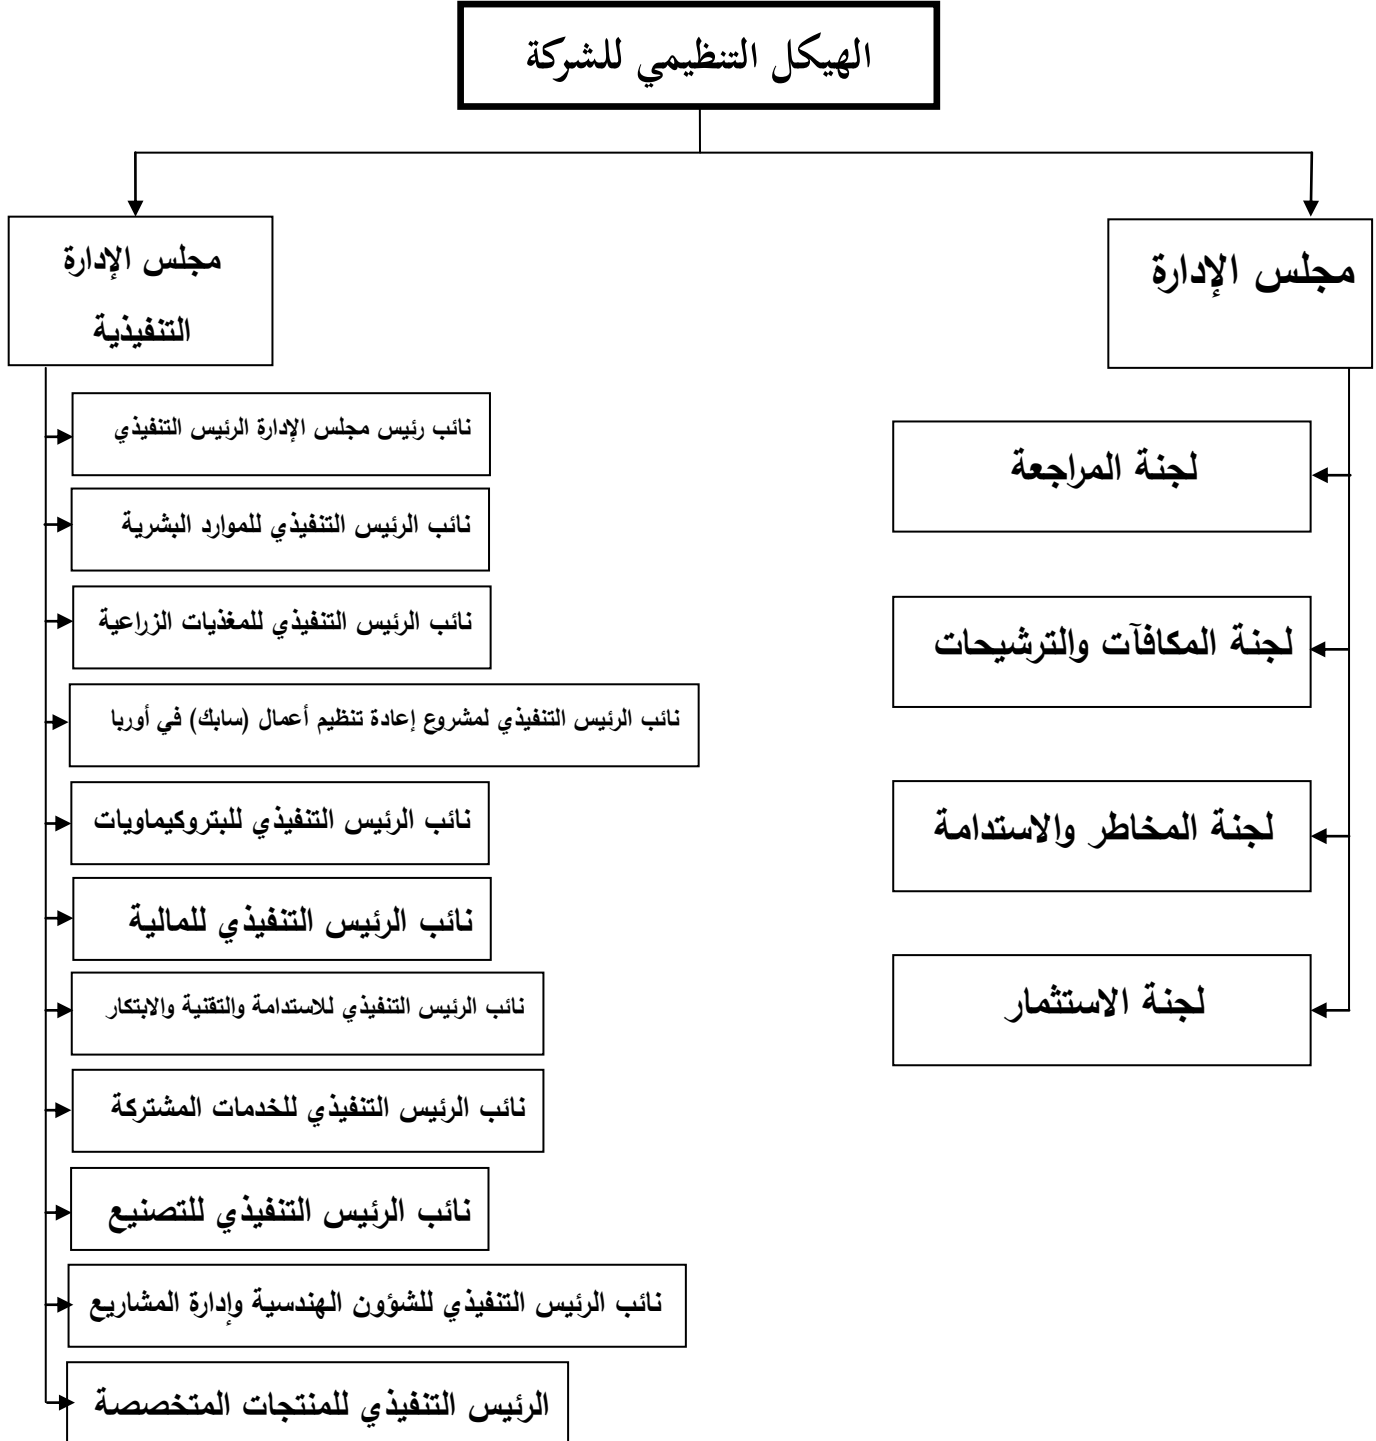 الهيكل التنظيمي للشركة
مجلس الإدارة
لجنة المراجعة
لجنة المكافآت والترشيحات
لجنة المخاطر والاستدامة
لجنة الاستثمار
مجلس الإدارة
التنفيذية
نائب رئيس مجلس الإدارة الرئيس التنفيذي
نائب الرئيس التنفيذي للموارد البشرية
نائب الرئيس التنفيذي للمغذيات الزراعية
نائب الرئيس التنفيذي لمشروع إعادة تنظيم أعمال (سابك) في أوربا
نائب الرئيس التنفيذي للبتروكيماويات
نائب الرئيس التنفيذي للمالية
نائب الرئيس التنفيذي للاستدامة والتقنية والابتكار
نائب الرئيس التنفيذي للخدمات المشتركة
نائب الرئيس التنفيذي للتصنيع
نائب الرئيس التنفيذي للشؤون الهندسية وإدارة المشاريع
الرئيس التنفيذي للمنتجات المتخصصة